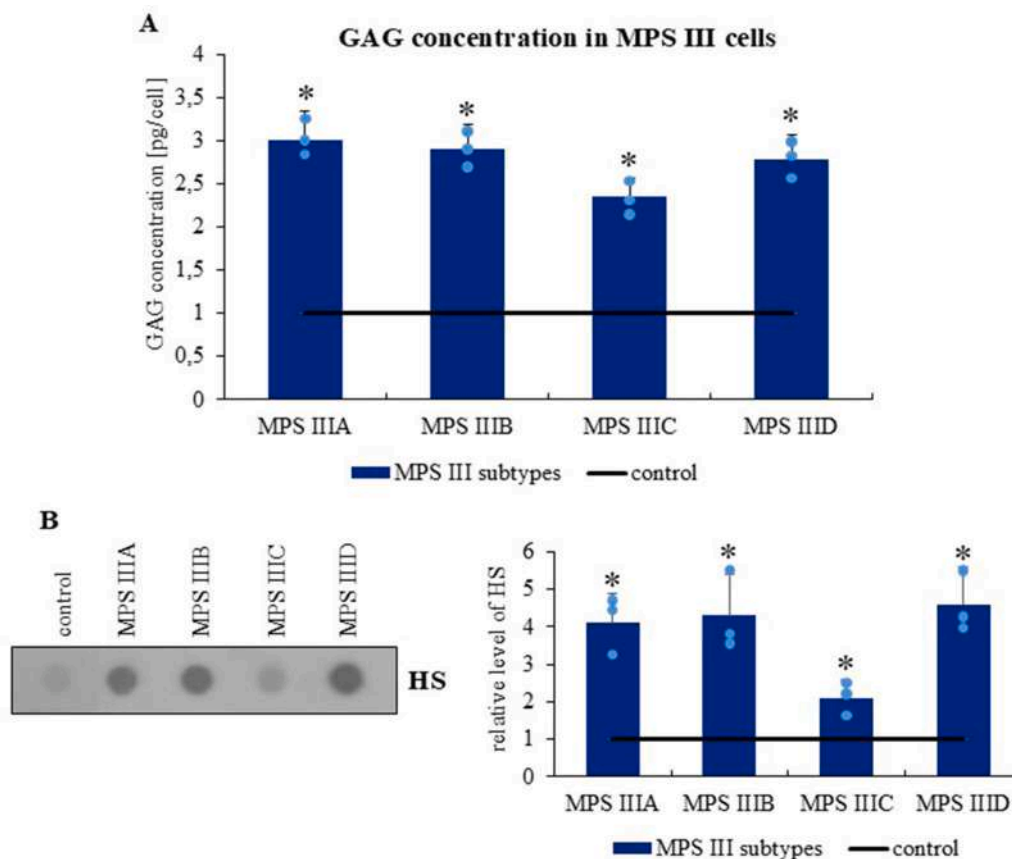 A
GAG concentration in MPS III cells
GAG concentration [pg/cell]
4
3,5
3
2,5
2
1,5
1
0,5
0
* * * *
MPS IIIA MPS IIIB MPS IIIC MPS IIID
MPS III subtypes control
B
control MPS IIIA MPS IIIB MPS IIIC MPS IIID
HS
relative level of HS
6
5
4
3
2
1
0
* * * *
MPS IIIA MPS IIIB MPS IIIC MPS IIID
MPS III subtypes control